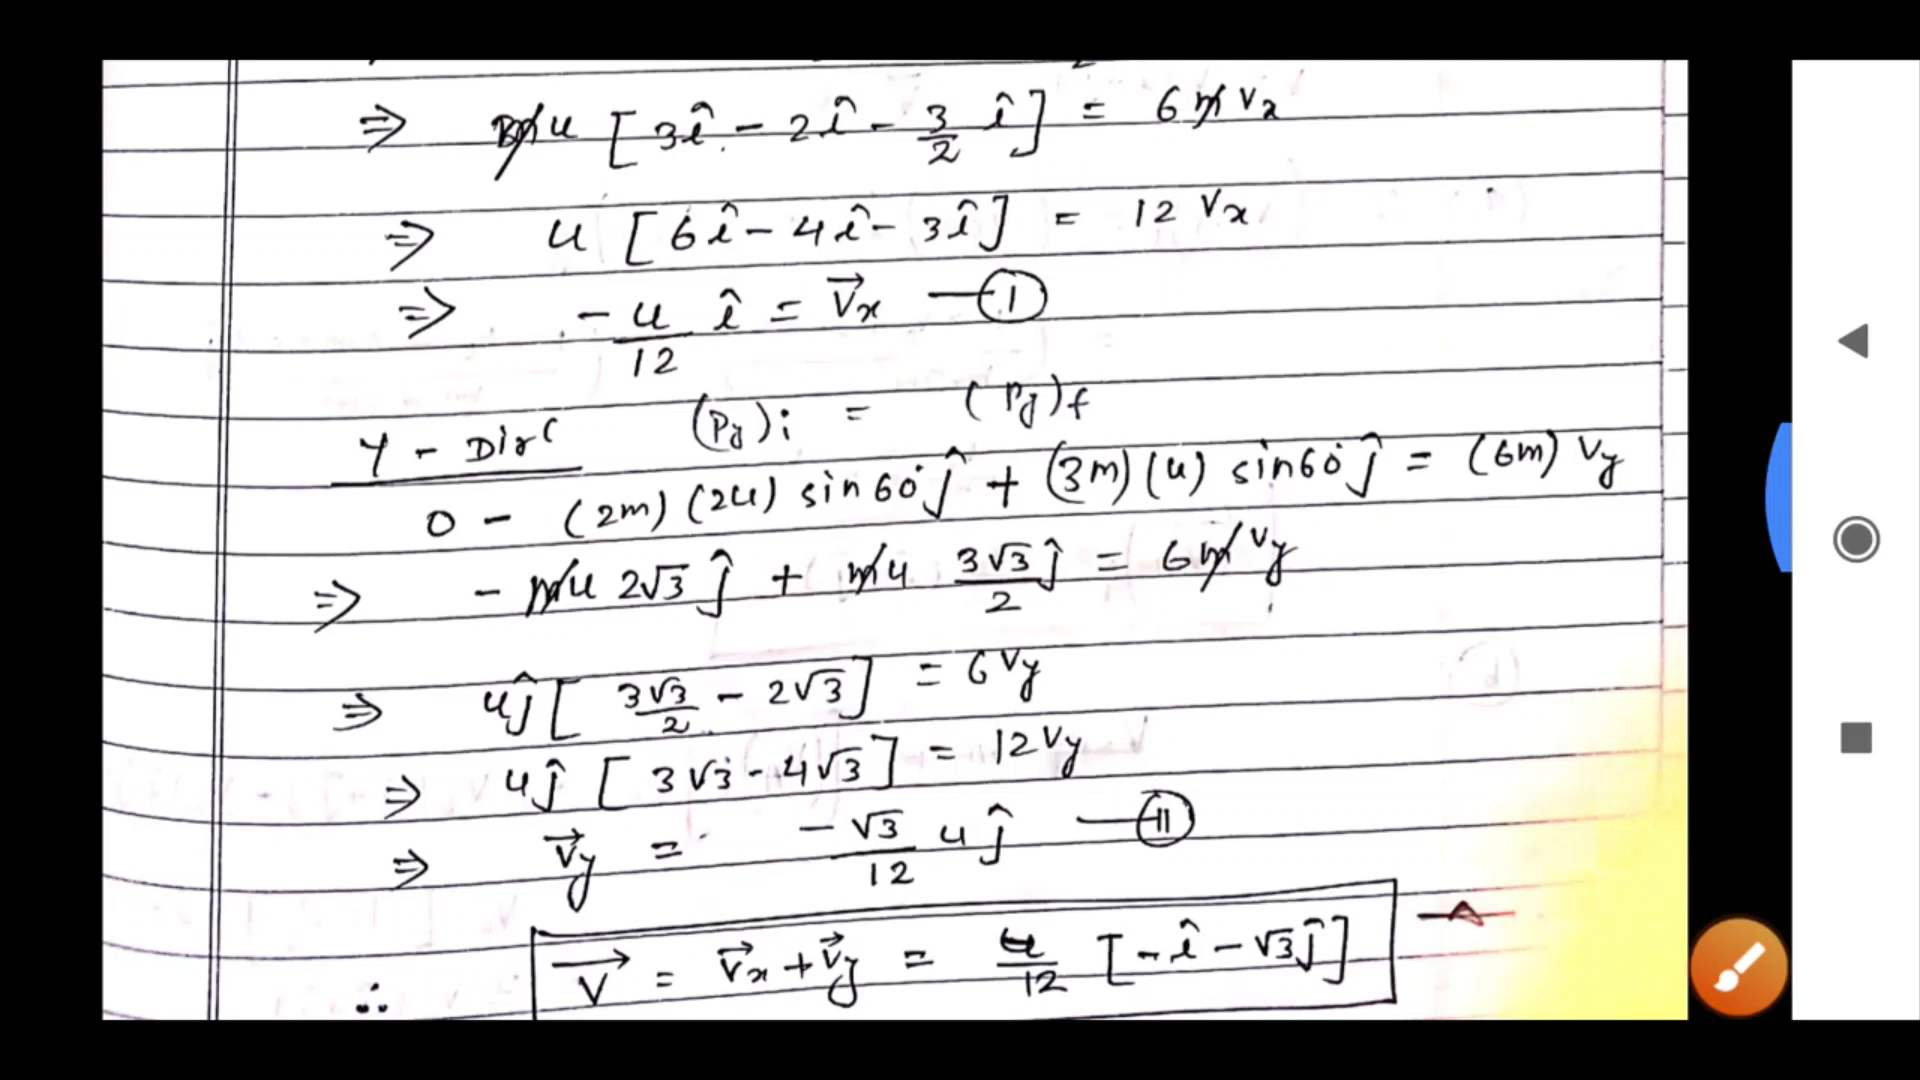 ⇒ mu [3î - 2î - 3/2 î] = 6m Vx
⇒ u [6î - 4î - 3î] = 12 Vx
⇒ - u/12 î = V⃗x — (I)
Y - Dirⁿ (Py)i = (Py)f
0 - (2m) (2u) sin60° ĵ + (3m) (u) sin60° ĵ = (6m) Vy
⇒ - mu 2√3 ĵ + mu 3√3/2 ĵ = 6m Vy
⇒ uĵ [3√3/2 - 2√3] = 6Vy
⇒ uĵ [3√3 - 4√3] = 12Vy
⇒ V⃗y = -√3/12 u ĵ — (II)
∴ V⃗ = V⃗x + V⃗y = u/12 [-î - √3ĵ]